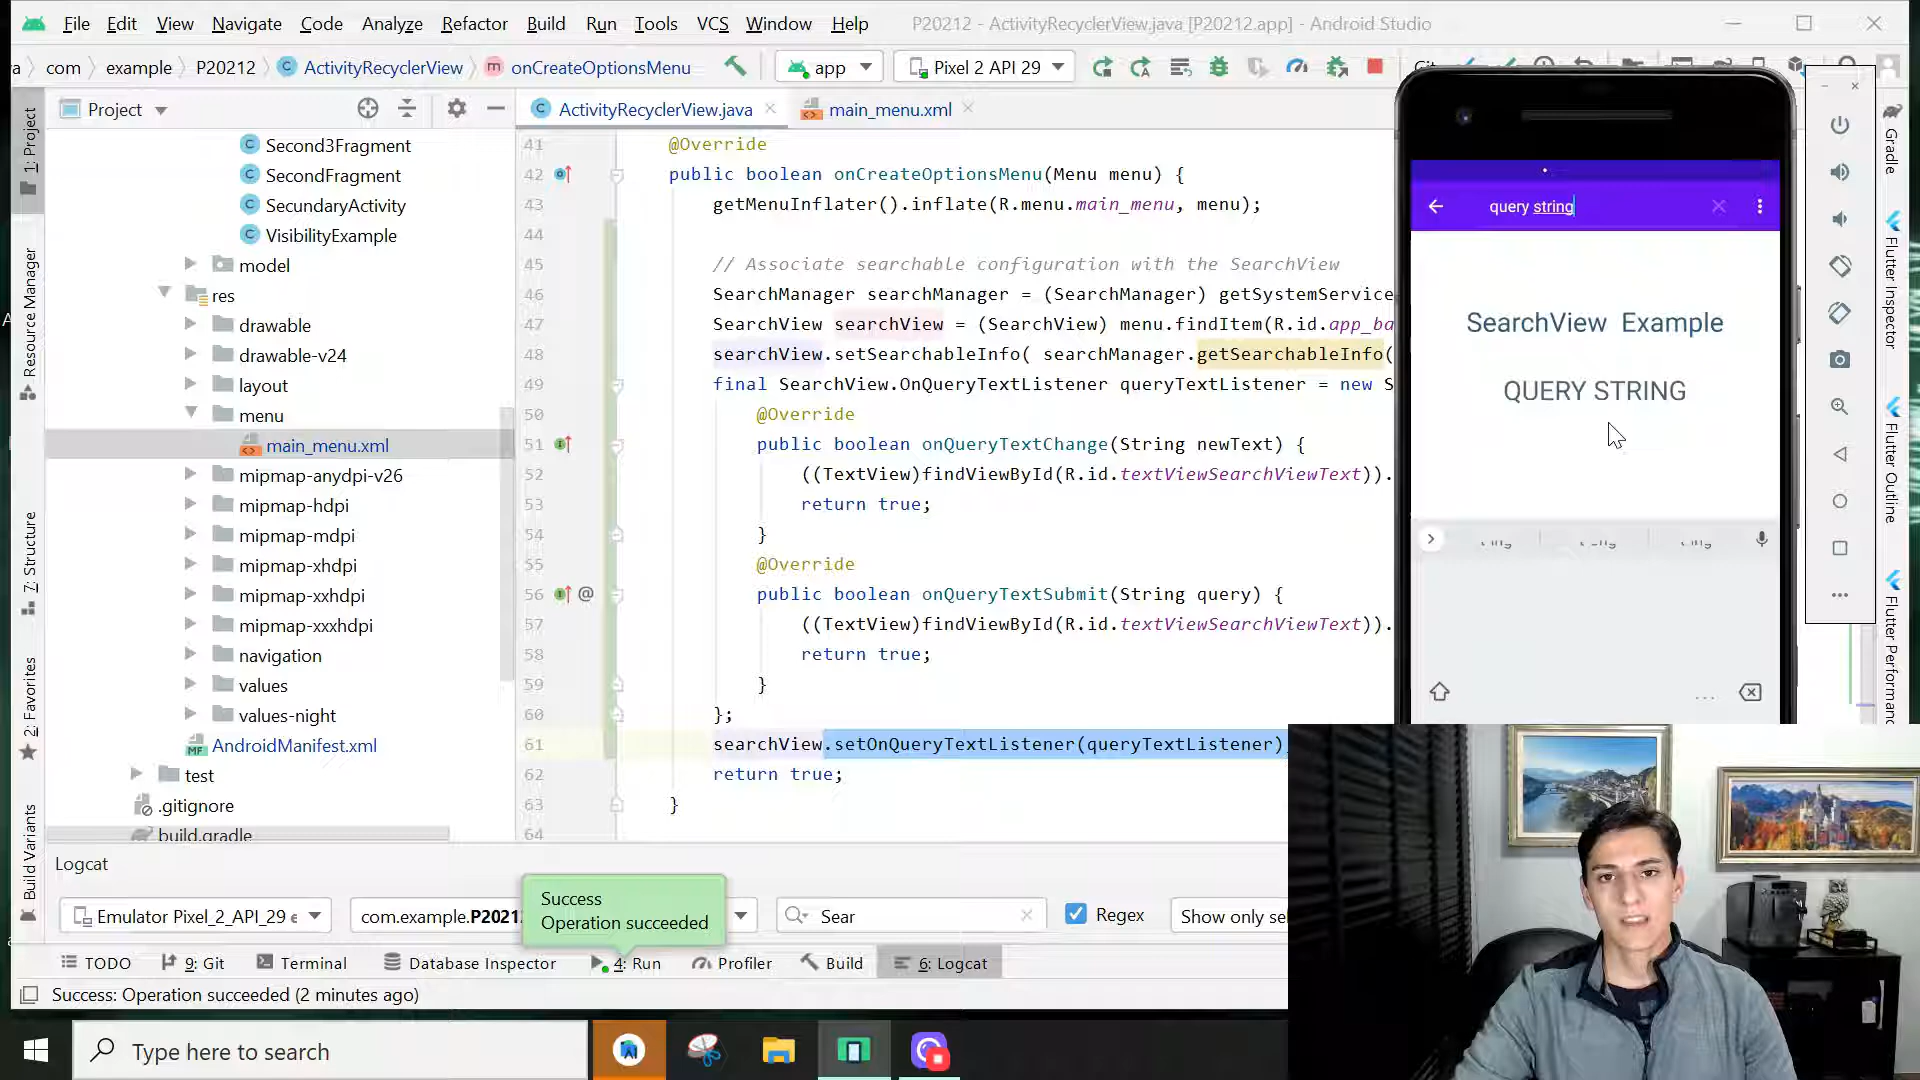 File Edit View Navigate Code Analyze Refactor Build Run Tools VCS Window Help P20212 - ActivityRecyclerView.java [P20212.app] - Android Studio
com example P20212 ActivityRecyclerView onCreateOptionsMenu app Pixel 2 API 29
Project ActivityRecyclerView.java main_menu.xml
1: Project
Resource Manager
7: Structure
2: Favorites
Build Variants
Second3Fragment
SecondFragment
SecundaryActivity
VisibilityExample
model
res
drawable
drawable-v24
layout
menu
main_menu.xml
mipmap-anydpi-v26
mipmap-hdpi
mipmap-mdpi
mipmap-xhdpi
mipmap-xxhdpi
mipmap-xxxhdpi
navigation
values
values-night
AndroidManifest.xml
test
.gitignore
build.gradle
41 @Override
42 public boolean onCreateOptionsMenu(Menu menu) {
43 getMenuInflater().inflate(R.menu.main_menu, menu);
44
45 // Associate searchable configuration with the SearchView
46 SearchManager searchManager = (SearchManager) getSystemService
47 SearchView searchView = (SearchView) menu.findItem(R.id.app_ba
48 searchView.setSearchableInfo( searchManager.getSearchableInfo(
49 final SearchView.OnQueryTextListener queryTextListener = new S
50 @Override
51 public boolean onQueryTextChange(String newText) {
52 ((TextView)findViewById(R.id.textViewSearchViewText)).
53 return true;
54 }
55 @Override
56 @ public boolean onQueryTextSubmit(String query) {
57 ((TextView)findViewById(R.id.textViewSearchViewText)).
58 return true;
59 }
60 };
61 searchView.setOnQueryTextListener(queryTextListener)
62 return true;
63 }
64
query string
SearchView Example
QUERY STRING
Gradle
Flutter Inspector
Flutter Outline
Flutter Performanc
Logcat
Emulator Pixel_2_API_29 e com.example.P20212 Sear Regex Show only se
Success
Operation succeeded
TODO 9: Git Terminal Database Inspector 4: Run Profiler Build 6: Logcat
Success: Operation succeeded (2 minutes ago)
Type here to search